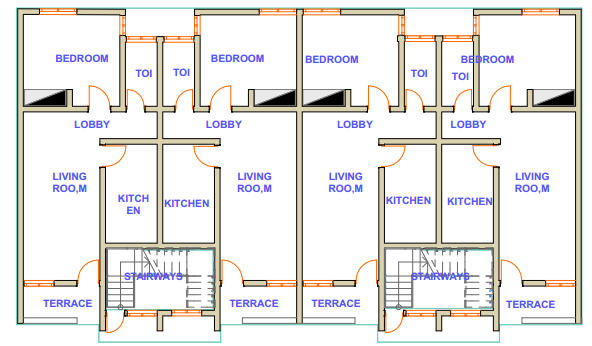 BEDROOM
BEDROOM
BEDROOM
BEDROOM
TOI
TOI
TOI
TOI
LOBBY
LOBBY
LOBBY
LOBBY
LIVING
ROO,M
KITCH
EN
KITCHEN
LIVING
ROO,M
LIVING
ROO,M
KITCHEN
KITCHEN
LIVING
ROO,M
STAIRWAYS
STAIRWAYS
TERRACE
TERRACE
TERRACE
TERRACE